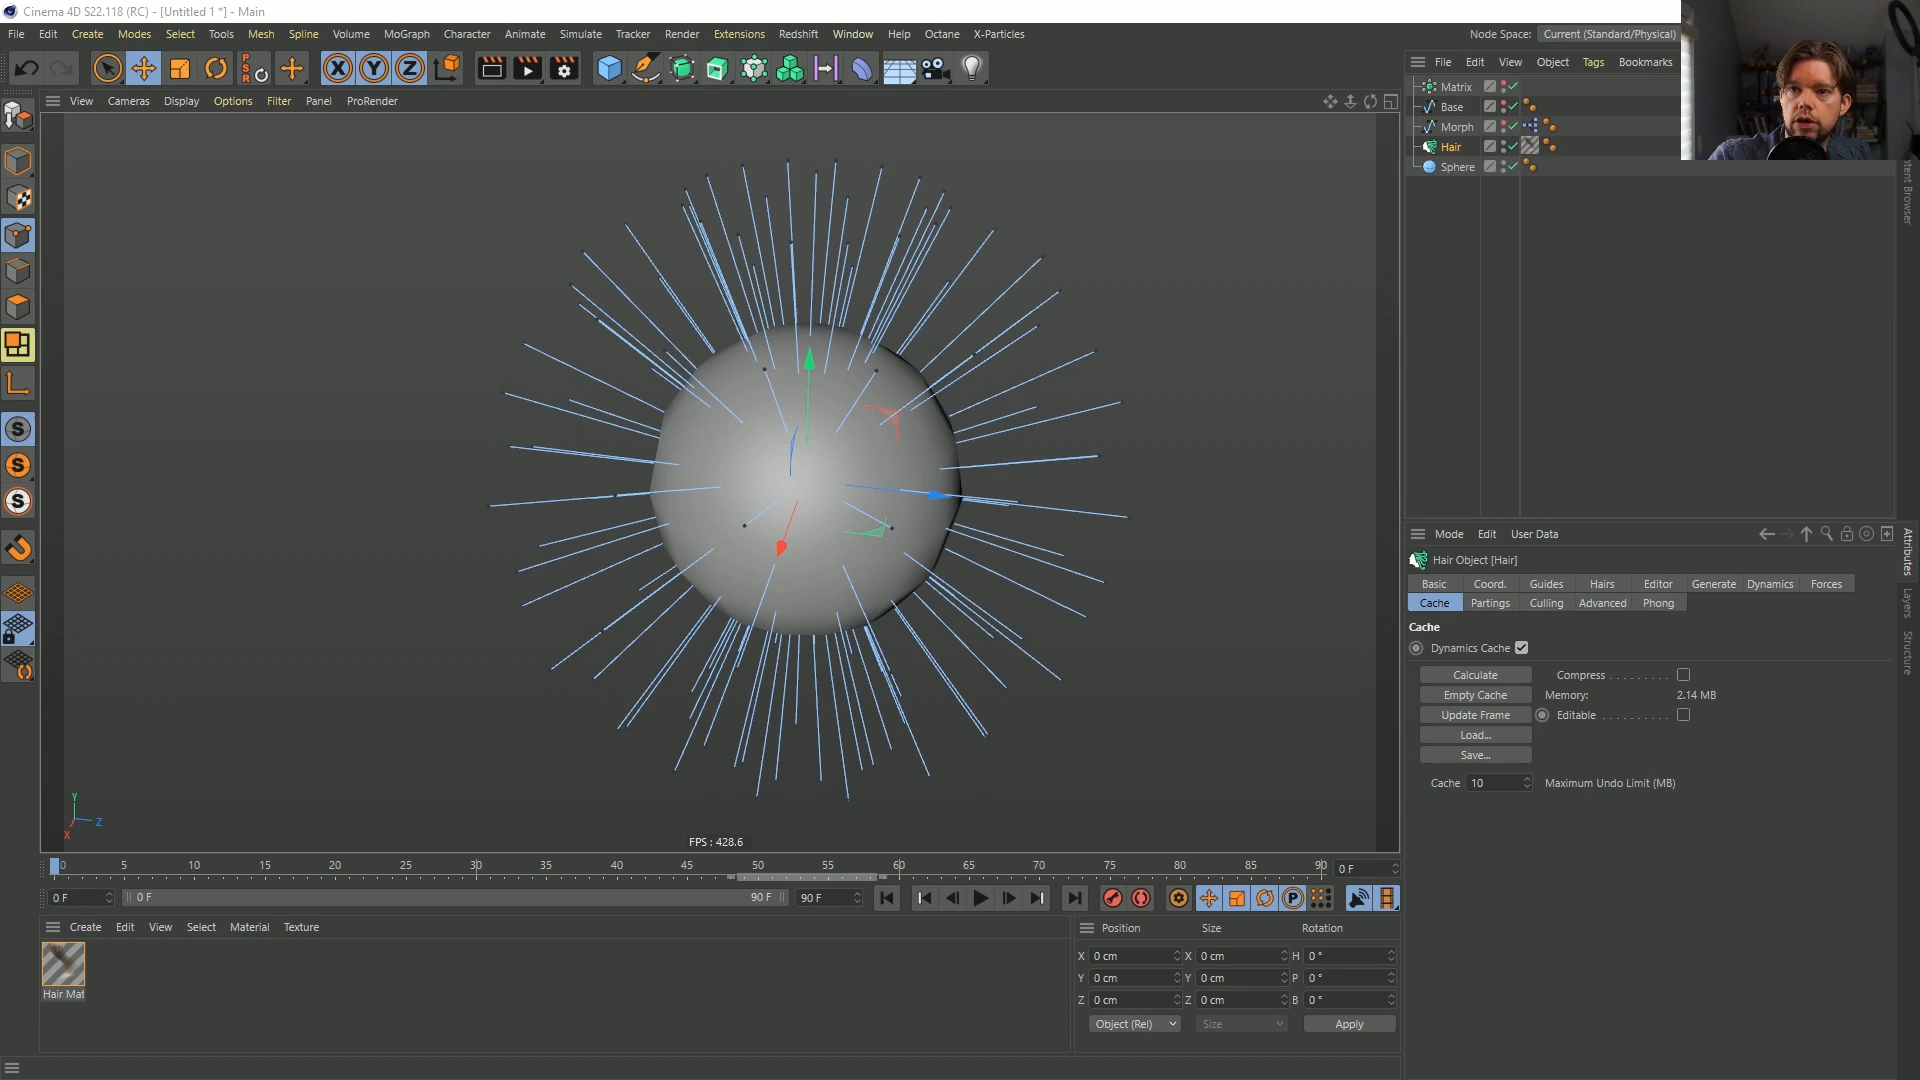 Cinema 4D S22.118 (RC) - [Untitled 1 *] - Main
File Edit Create Modes Select Tools Mesh Spline Volume MoGraph Character Animate Simulate Tracker Render Extensions Redshift Window Help Octane X-Particles
Node Space: Current (Standard/Physical)
PSR
X Y Z
File Edit View Object Tags Bookmarks
View Cameras Display Options Filter Panel ProRender
Matrix
Base
Morph
Hair
Sphere
S
S
S
Mode Edit User Data
Hair Object [Hair]
Basic Coord. Guides Hairs Editor Generate Dynamics Forces
Cache Partings Culling Advanced Phong
Cache
Dynamics Cache
Calculate Compress
Empty Cache Memory: 2.14 MB
Update Frame Editable
Load...
Save...
Cache 10 Maximum Undo Limit (MB)
Attributes
Layers
Structure
Y
Z
X
FPS : 428.6
0 5 10 15 20 25 30 35 40 45 50 55 60 65 70 75 80 85 90 0 F
0 F 0 F 90 F 90 F
P
Create Edit View Select Material Texture
Hair Mat
Position Size Rotation
X 0 cm X 0 cm H 0 °
Y 0 cm Y 0 cm P 0 °
Z 0 cm Z 0 cm B 0 °
Object (Rel) Size Apply